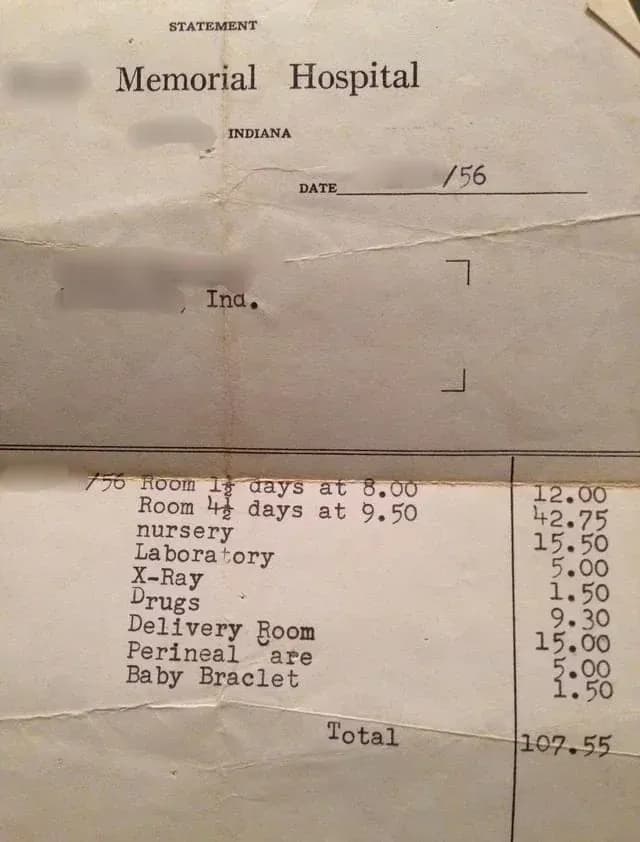 STATEMENT
Memorial Hospital
INDIANA
DATE /56
, Ind.
/56 Room 1½ days at 8.00 12.00
Room 4½ days at 9.50 42.75
nursery 15.50
Laboratory 5.00
X-Ray 1.50
Drugs 9.30
Delivery Room 15.00
Perineal are 5.00
Baby Braclet 1.50
Total 107.55